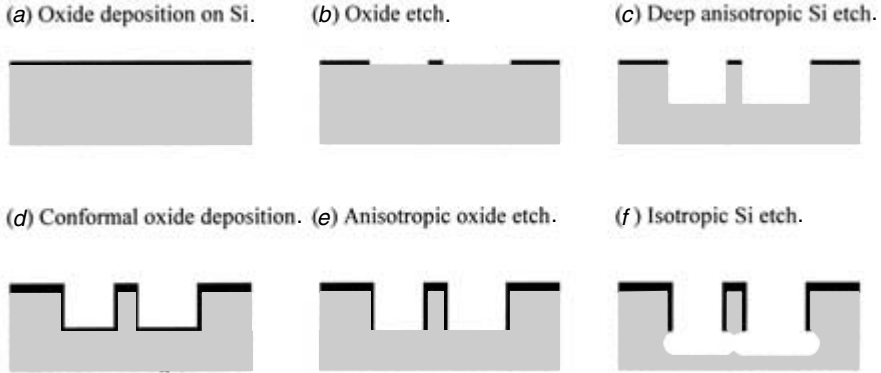 (a) Oxide deposition on Si.
(b) Oxide etch.
(c) Deep anisotropic Si etch.
(d) Conformal oxide deposition.
(e) Anisotropic oxide etch.
(f) Isotropic Si etch.